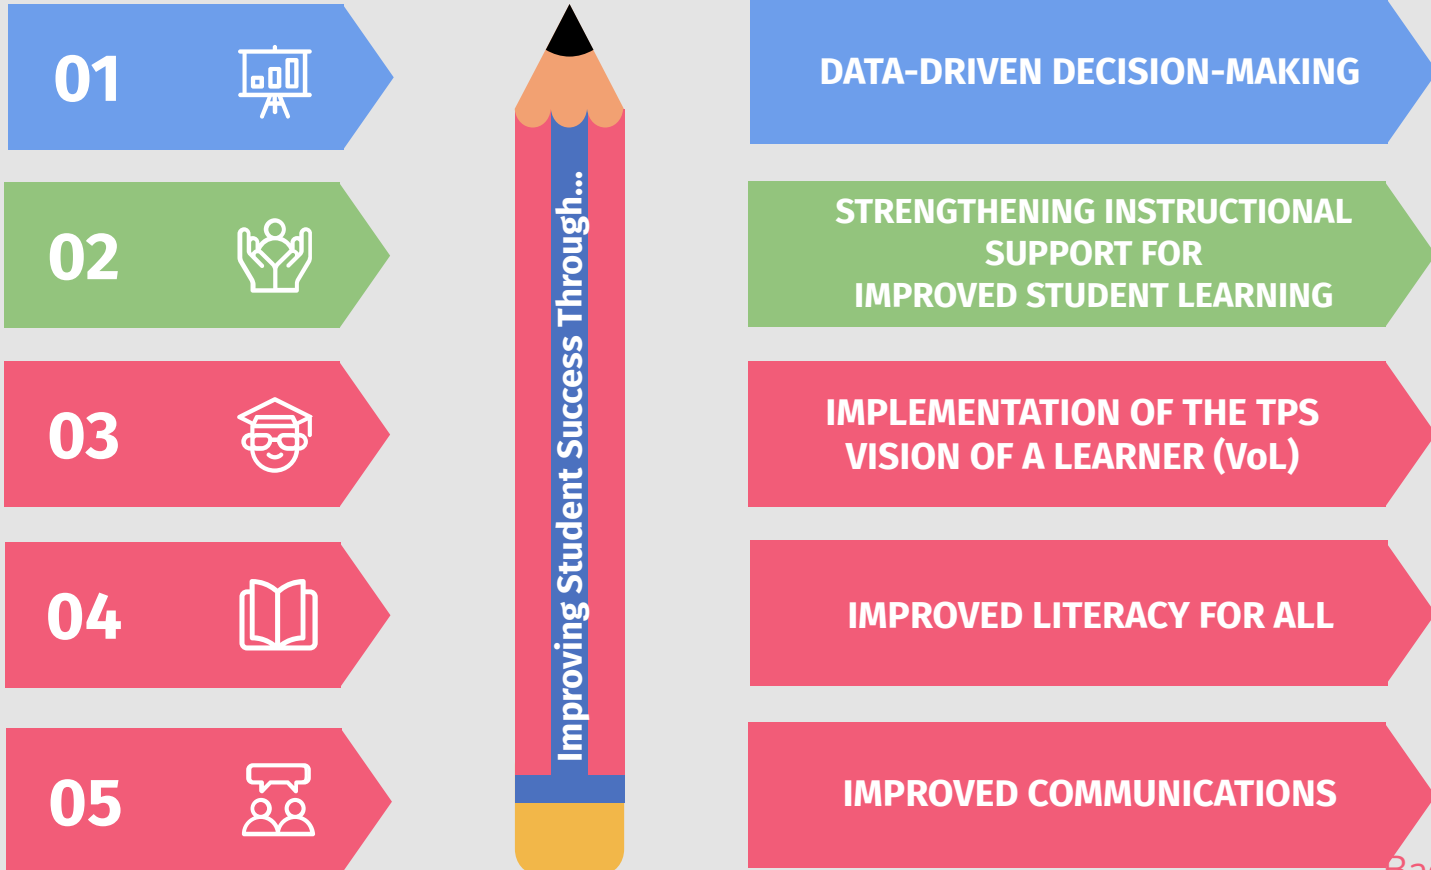 01
DATA-DRIVEN DECISION-MAKING
02
STRENGTHENING INSTRUCTIONAL
SUPPORT FOR
IMPROVED STUDENT LEARNING
03
IMPLEMENTATION OF THE TPS
VISION OF A LEARNER (VoL)
04
IMPROVED LITERACY FOR ALL
05
IMPROVED COMMUNICATIONS
Improving Student Success Through...